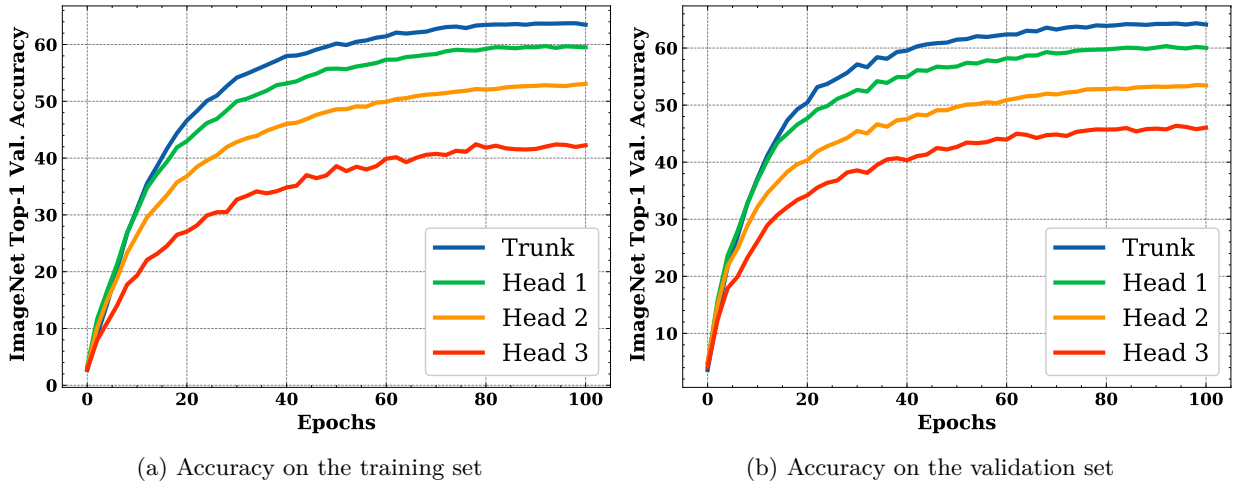 ImageNet Top-1 Val. Accuracy
60
50
40
30
20
10
0
0 20 40 60 80 100
Epochs
Trunk
Head 1
Head 2
Head 3
(a) Accuracy on the training set
ImageNet Top-1 Val. Accuracy
60
50
40
30
20
10
0 20 40 60 80 100
Epochs
Trunk
Head 1
Head 2
Head 3
(b) Accuracy on the validation set